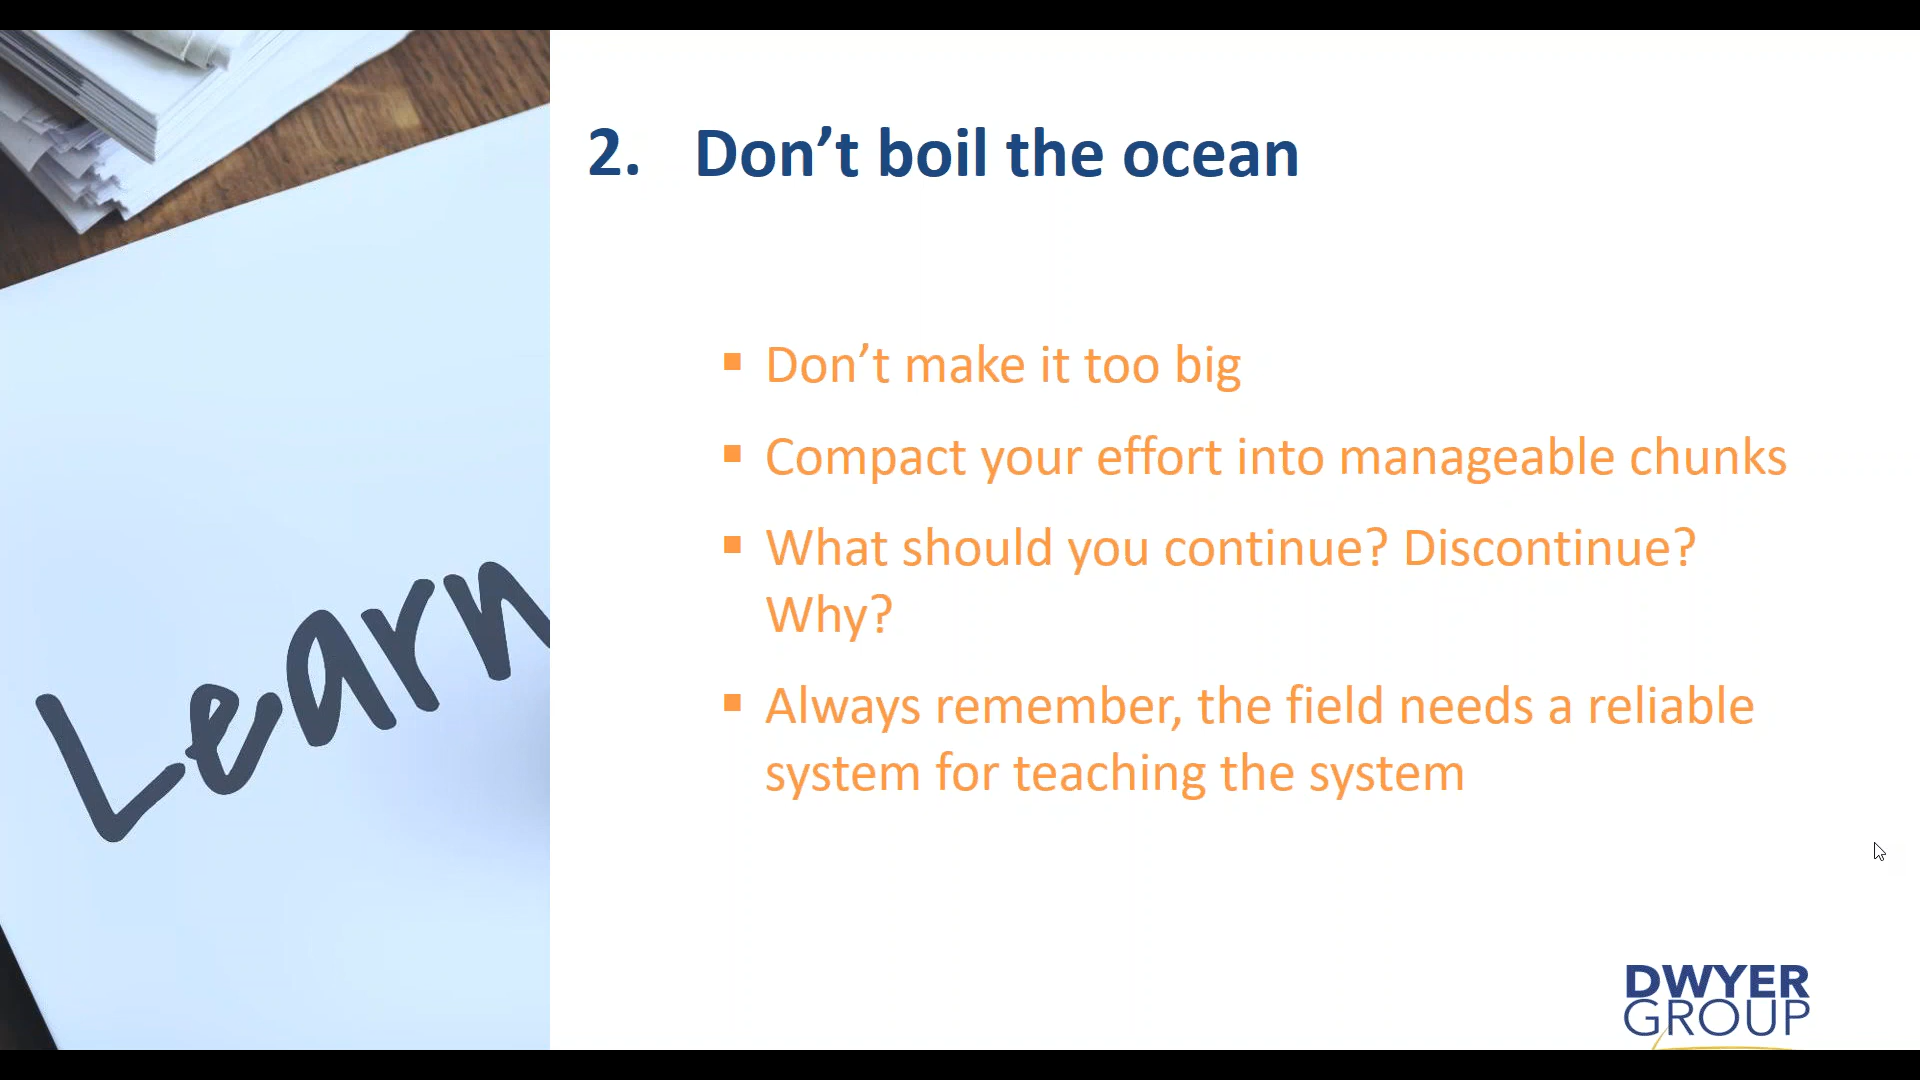 Learn
2. Don’t boil the ocean
▪ Don’t make it too big
▪ Compact your effort into manageable chunks
▪ What should you continue? Discontinue?
Why?
▪ Always remember, the field needs a reliable
system for teaching the system
DWYER
GROUP